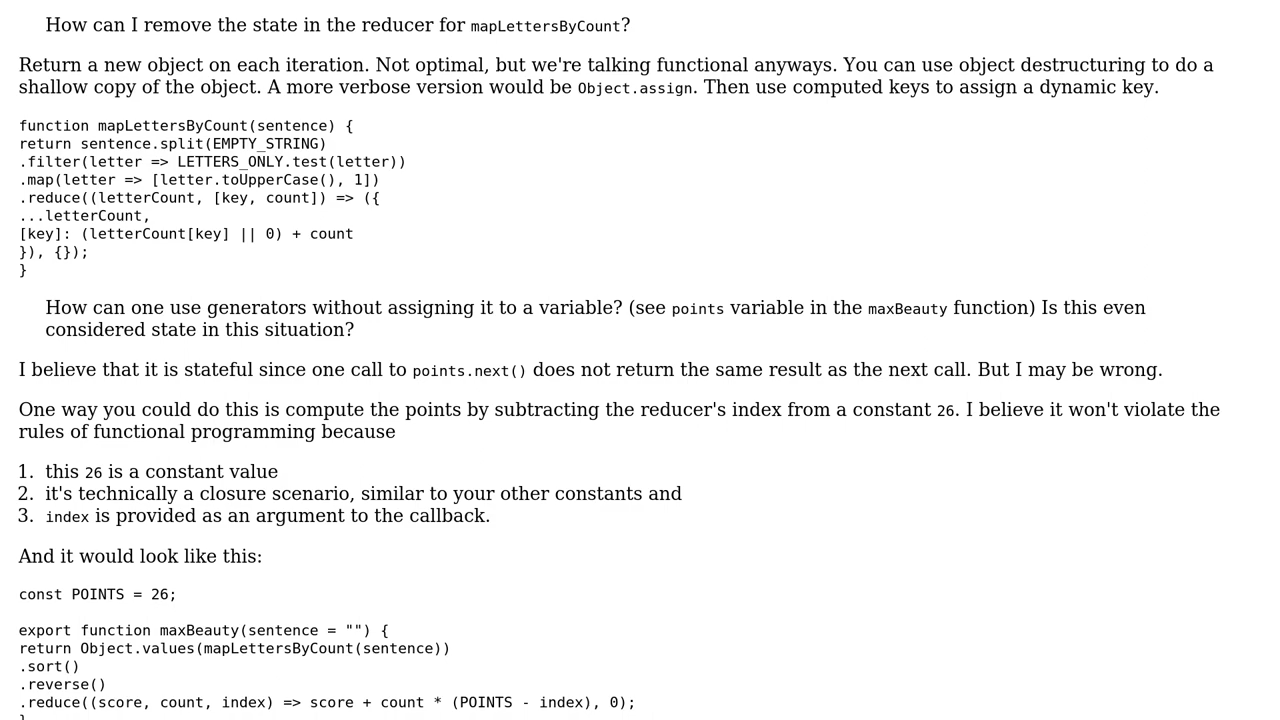 How can I remove the state in the reducer for mapLettersByCount?
Return a new object on each iteration. Not optimal, but we're talking functional anyways. You can use object destructuring to do a
shallow copy of the object. A more verbose version would be Object.assign. Then use computed keys to assign a dynamic key.
function mapLettersByCount(sentence) {
return sentence.split(EMPTY_STRING)
.filter(letter => LETTERS_ONLY.test(letter))
.map(letter => [letter.toUpperCase(), 1])
.reduce((letterCount, [key, count]) => ({
...letterCount,
[key]: (letterCount[key] || 0) + count
}), {});
}
How can one use generators without assigning it to a variable? (see points variable in the maxBeauty function) Is this even
considered state in this situation?
I believe that it is stateful since one call to points.next() does not return the same result as the next call. But I may be wrong.
One way you could do this is compute the points by subtracting the reducer's index from a constant 26. I believe it won't violate the
rules of functional programming because
1. this 26 is a constant value
2. it's technically a closure scenario, similar to your other constants and
3. index is provided as an argument to the callback.
And it would look like this:
const POINTS = 26;
export function maxBeauty(sentence = "") {
return Object.values(mapLettersByCount(sentence))
.sort()
.reverse()
.reduce((score, count, index) => score + count * (POINTS - index), 0);
}